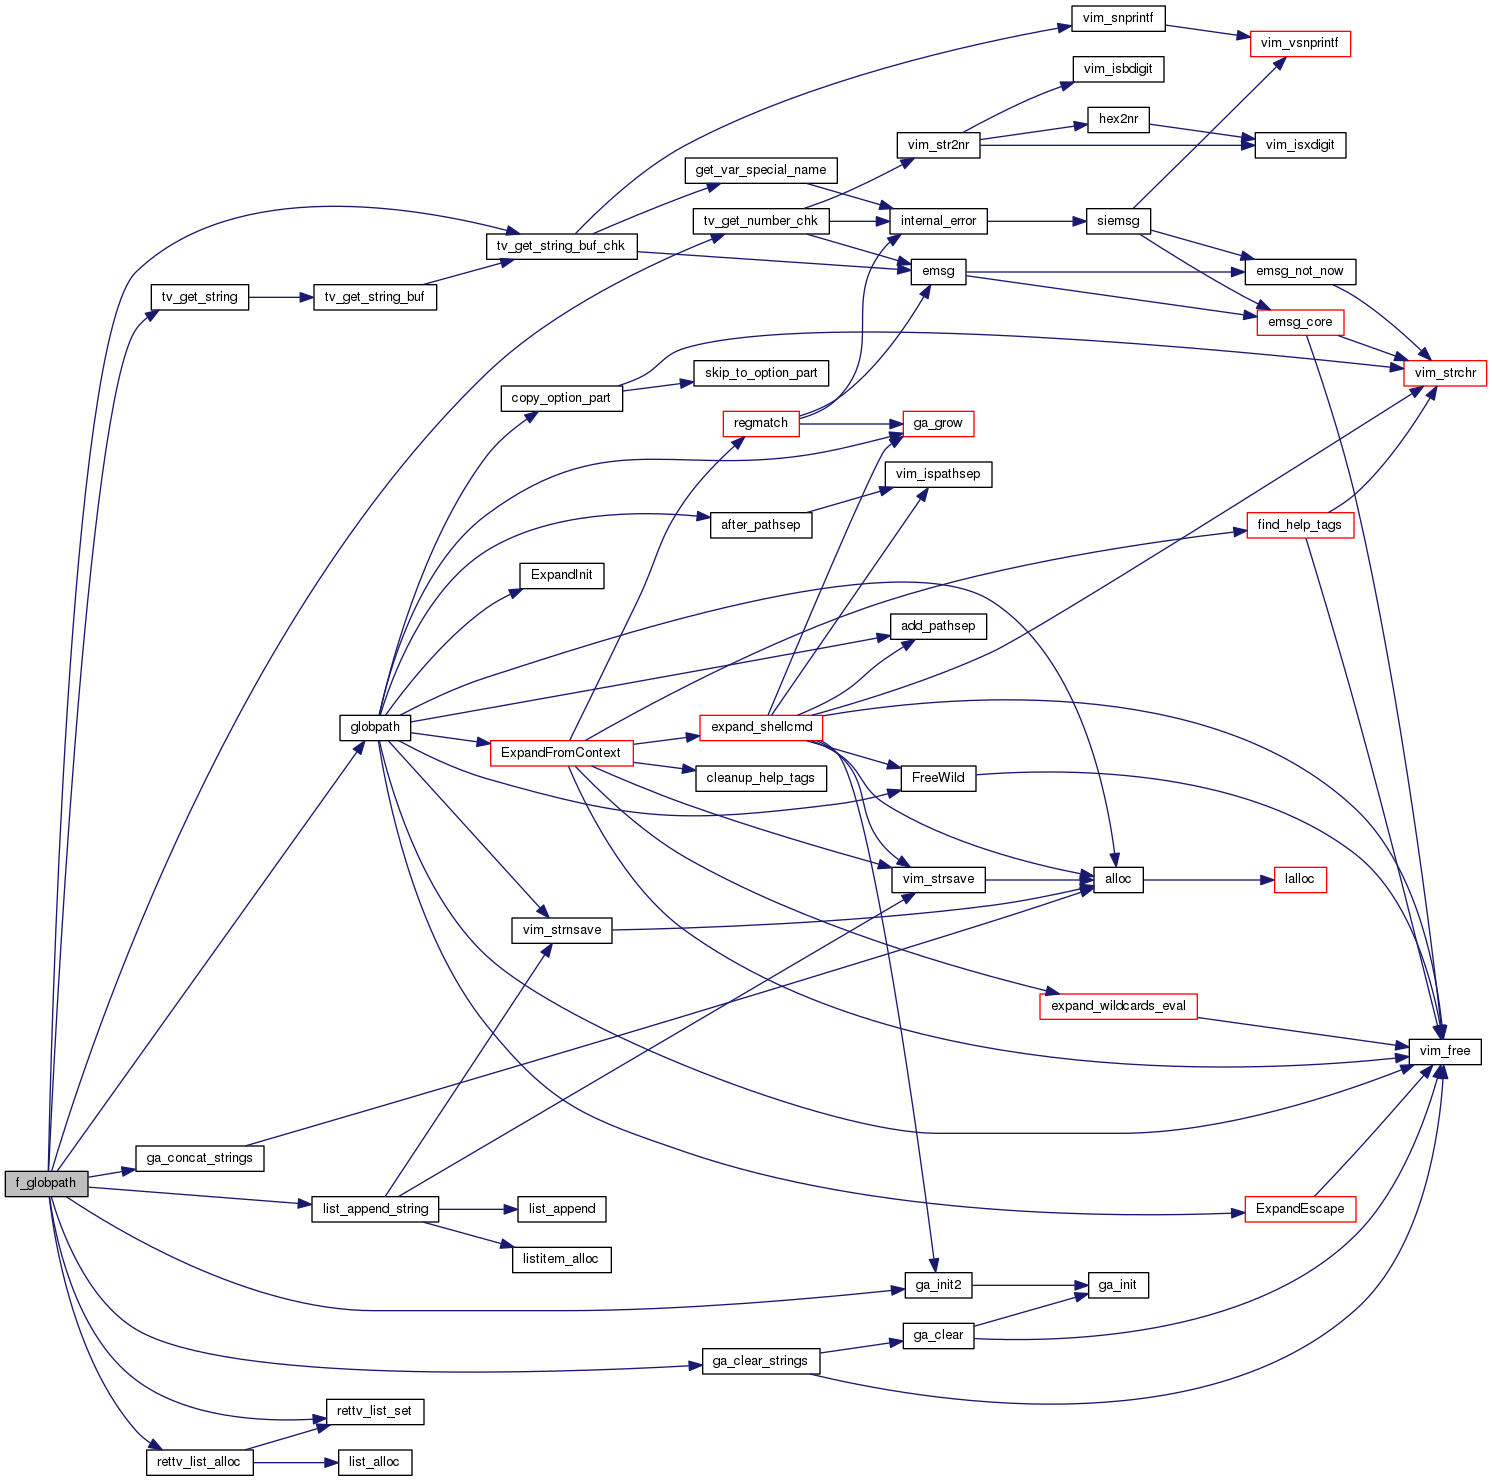 vim_snprintf
vim_vsnprintf
vim_isbdigit
hex2nr
vim_str2nr
vim_isxdigit
get_var_special_name
tv_get_number_chk
internal_error
siemsg
tv_get_string_buf_chk
emsg
emsg_not_now
tv_get_string
tv_get_string_buf
emsg_core
skip_to_option_part
vim_strchr
copy_option_part
regmatch
ga_grow
vim_ispathsep
after_pathsep
find_help_tags
ExpandInit
add_pathsep
globpath
expand_shellcmd
ExpandFromContext
cleanup_help_tags
FreeWild
vim_strsave
alloc
lalloc
vim_strnsave
expand_wildcards_eval
vim_free
ga_concat_strings
f_globpath
list_append_string
list_append
ExpandEscape
listitem_alloc
ga_init2
ga_init
ga_clear
ga_clear_strings
rettv_list_set
rettv_list_alloc
list_alloc